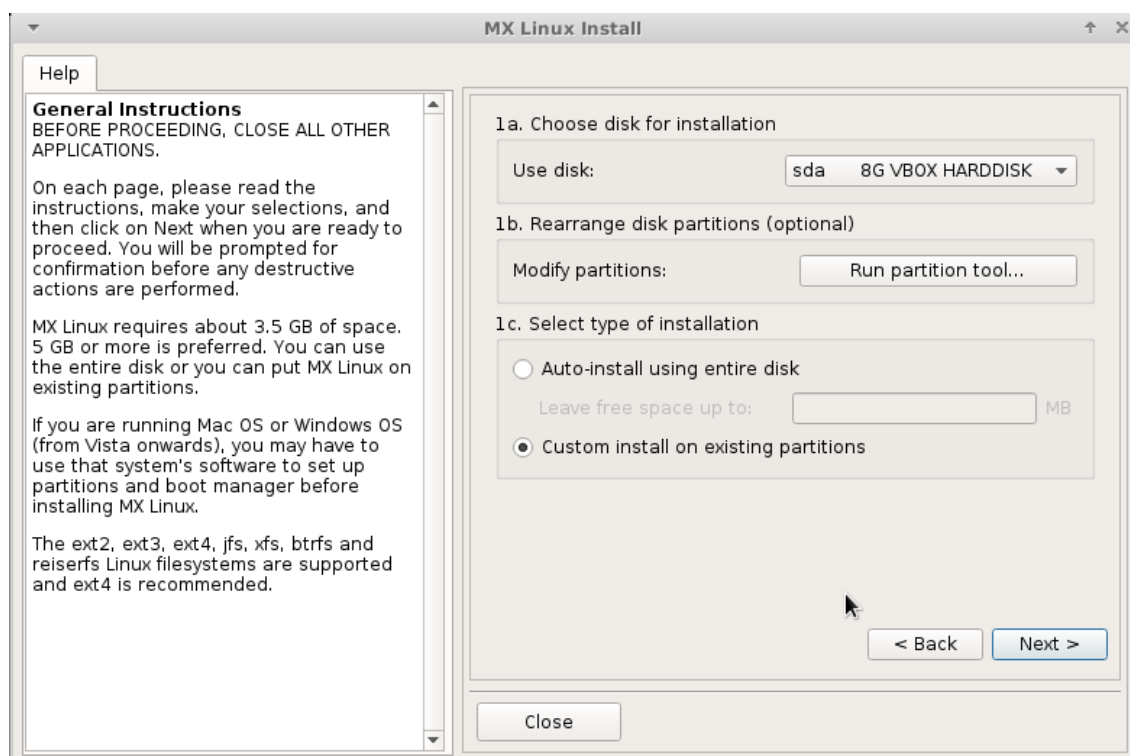 MX Linux Install
Help
General Instructions
BEFORE PROCEEDING, CLOSE ALL OTHER
APPLICATIONS.
On each page, please read the
instructions, make your selections, and
then click on Next when you are ready to
proceed. You will be prompted for
confirmation before any destructive
actions are performed.
MX Linux requires about 3.5 GB of space.
5 GB or more is preferred. You can use
the entire disk or you can put MX Linux on
existing partitions.
If you are running Mac OS or Windows OS
(from Vista onwards), you may have to
use that system's software to set up
partitions and boot manager before
installing MX Linux.
The ext2, ext3, ext4, jfs, xfs, btrfs and
reiserfs Linux filesystems are supported
and ext4 is recommended.
1a. Choose disk for installation
Use disk: sda 8G VBOX HARDDISK
1b. Rearrange disk partitions (optional)
Modify partitions: Run partition tool...
1c. Select type of installation
Auto-install using entire disk
Leave free space up to: MB
Custom install on existing partitions
< Back Next >
Close